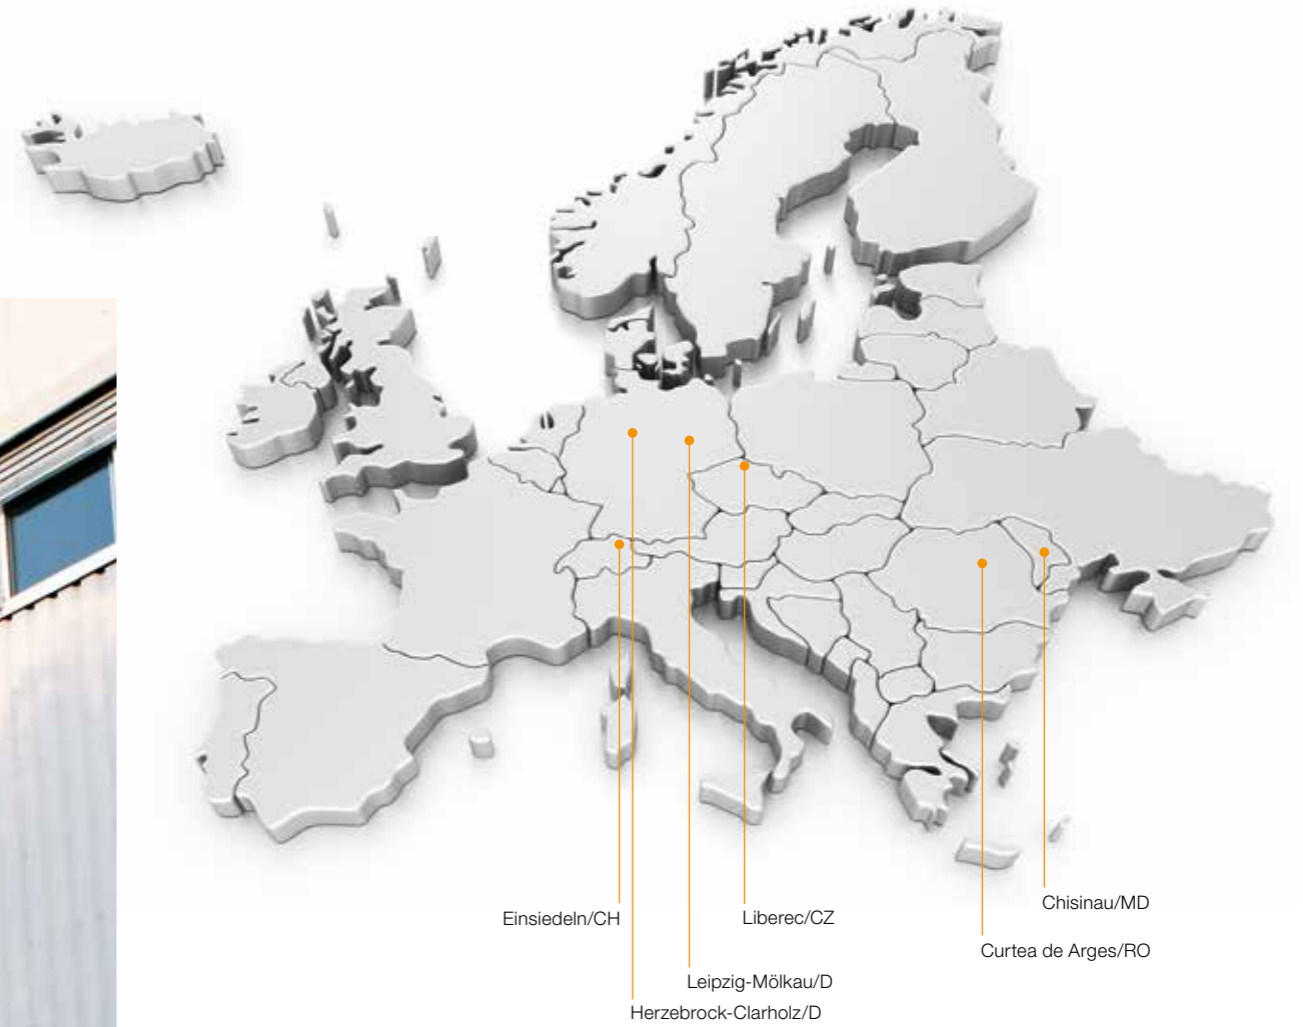 Chisinau/MD
Einsiedeln/CH
Liberec/CZ
Curtea de Arges/RO
Leipzig-Mölkau/D
Herzebrock-Clarholz/D